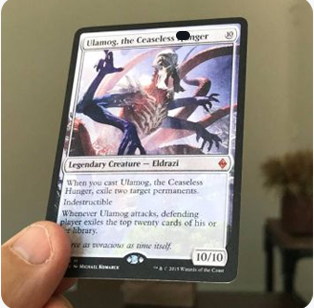 Ulamog, the Ceaseless Hunger 10
Legendary Creature — Eldrazi
When you cast Ulamog, the Ceaseless
Hunger, exile two target permanents.
Indestructible
Whenever Ulamog attacks, defending
player exiles the top twenty cards of his or
her library.
as voracious as time itself.
10/10
™ & © 2015 Wizards of the Coast